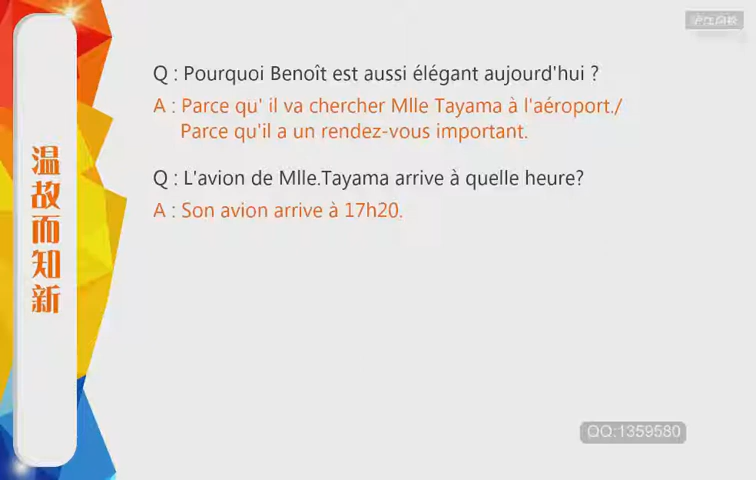 Q : Pourquoi Benoît est aussi élégant aujourd'hui ?
A : Parce qu' il va chercher Mlle Tayama à l'aéroport./
Parce qu'il a un rendez-vous important.
Q : L'avion de Mlle.Tayama arrive à quelle heure?
A : Son avion arrive à 17h20.
温故而知新
QQ:1359580